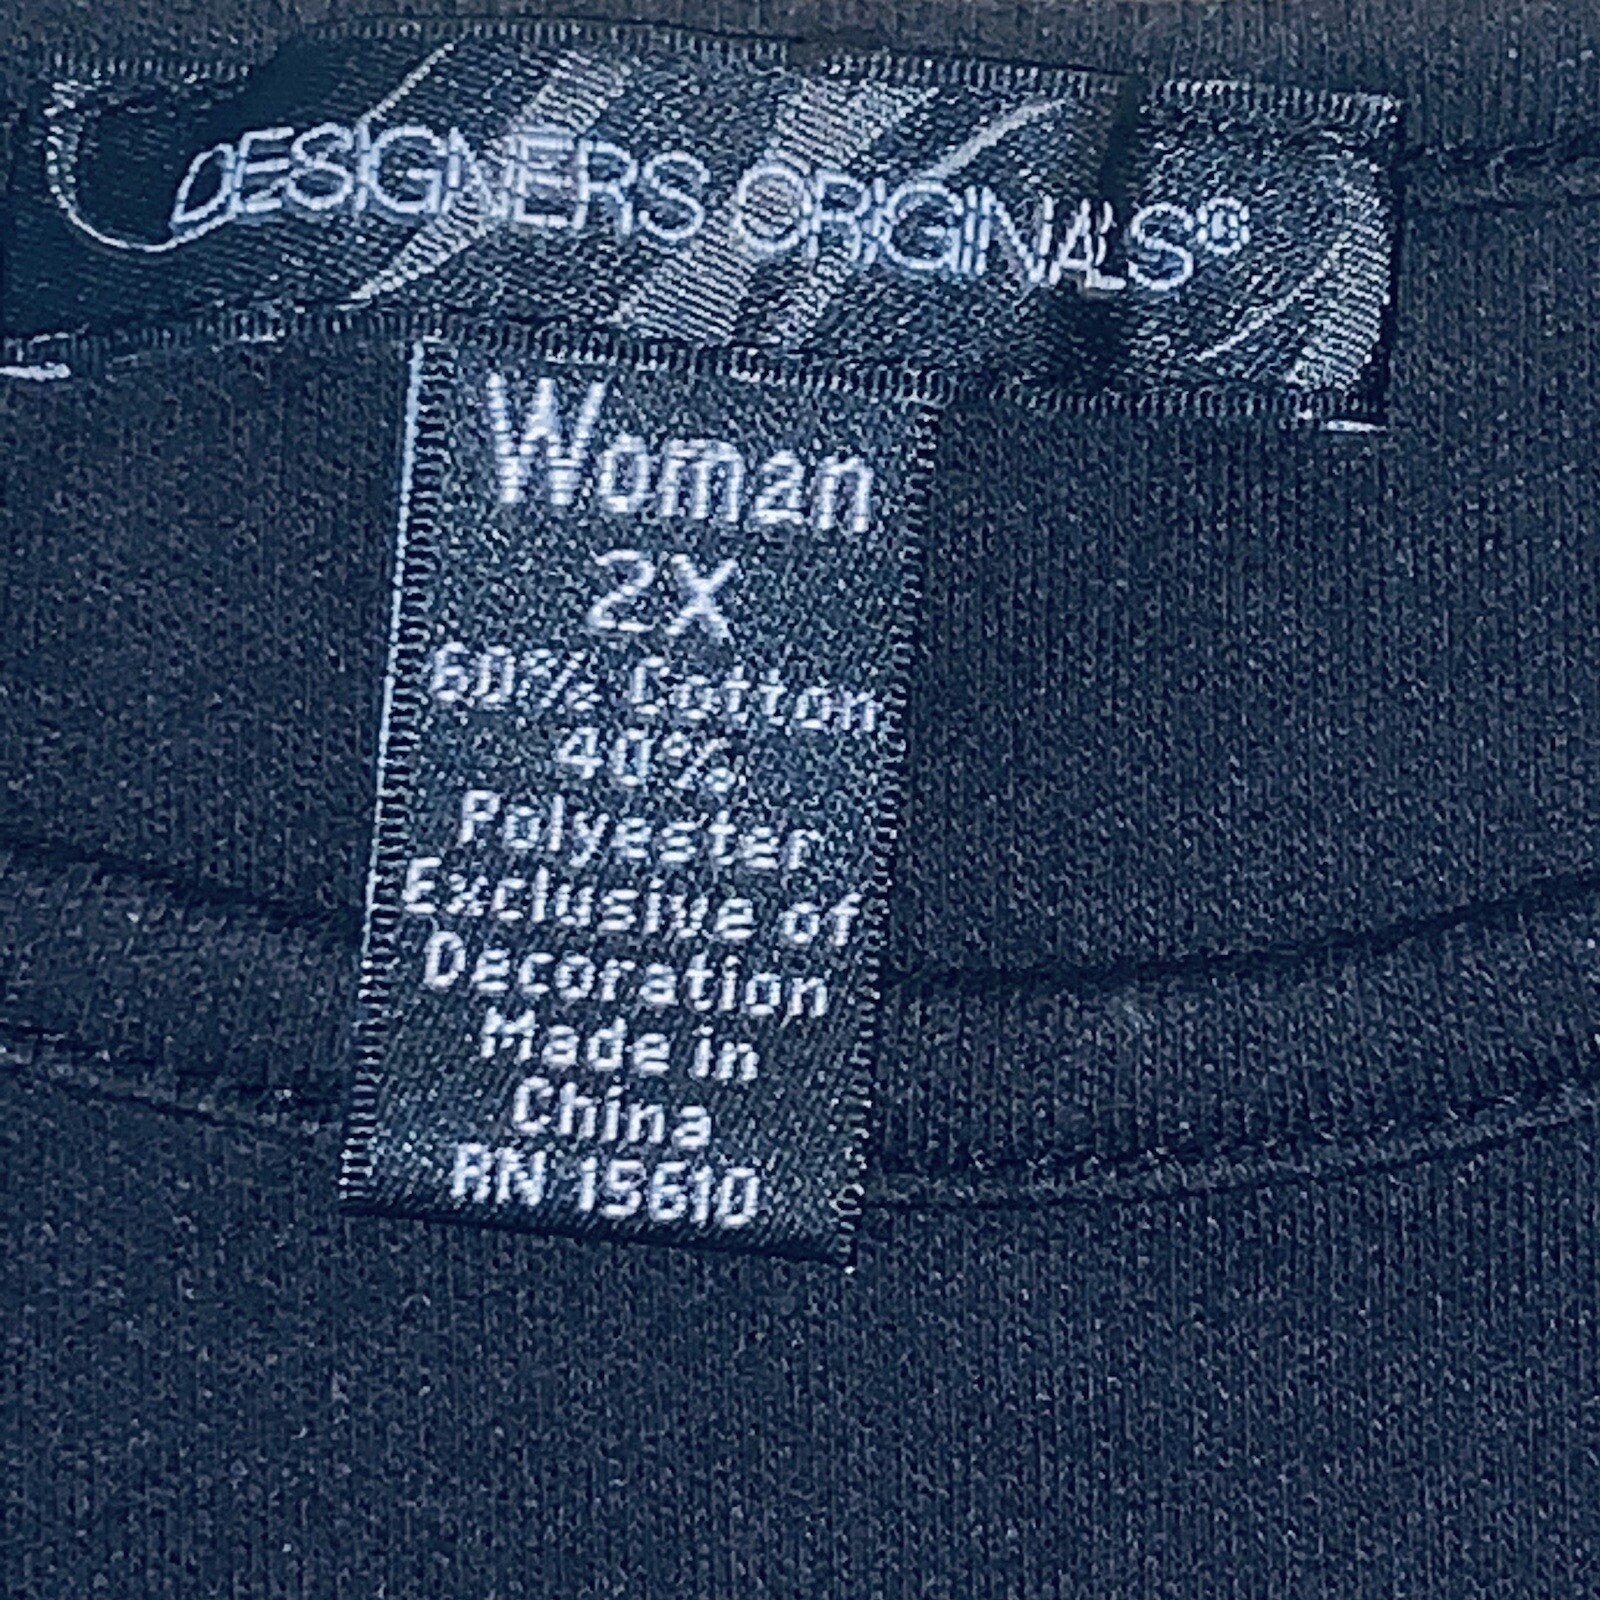 DESIGNERS ORIGINALS®
Woman
2X
60% Cotton
40%
Polyester
Exclusive of
Decoration
Made in
China
RN 15610